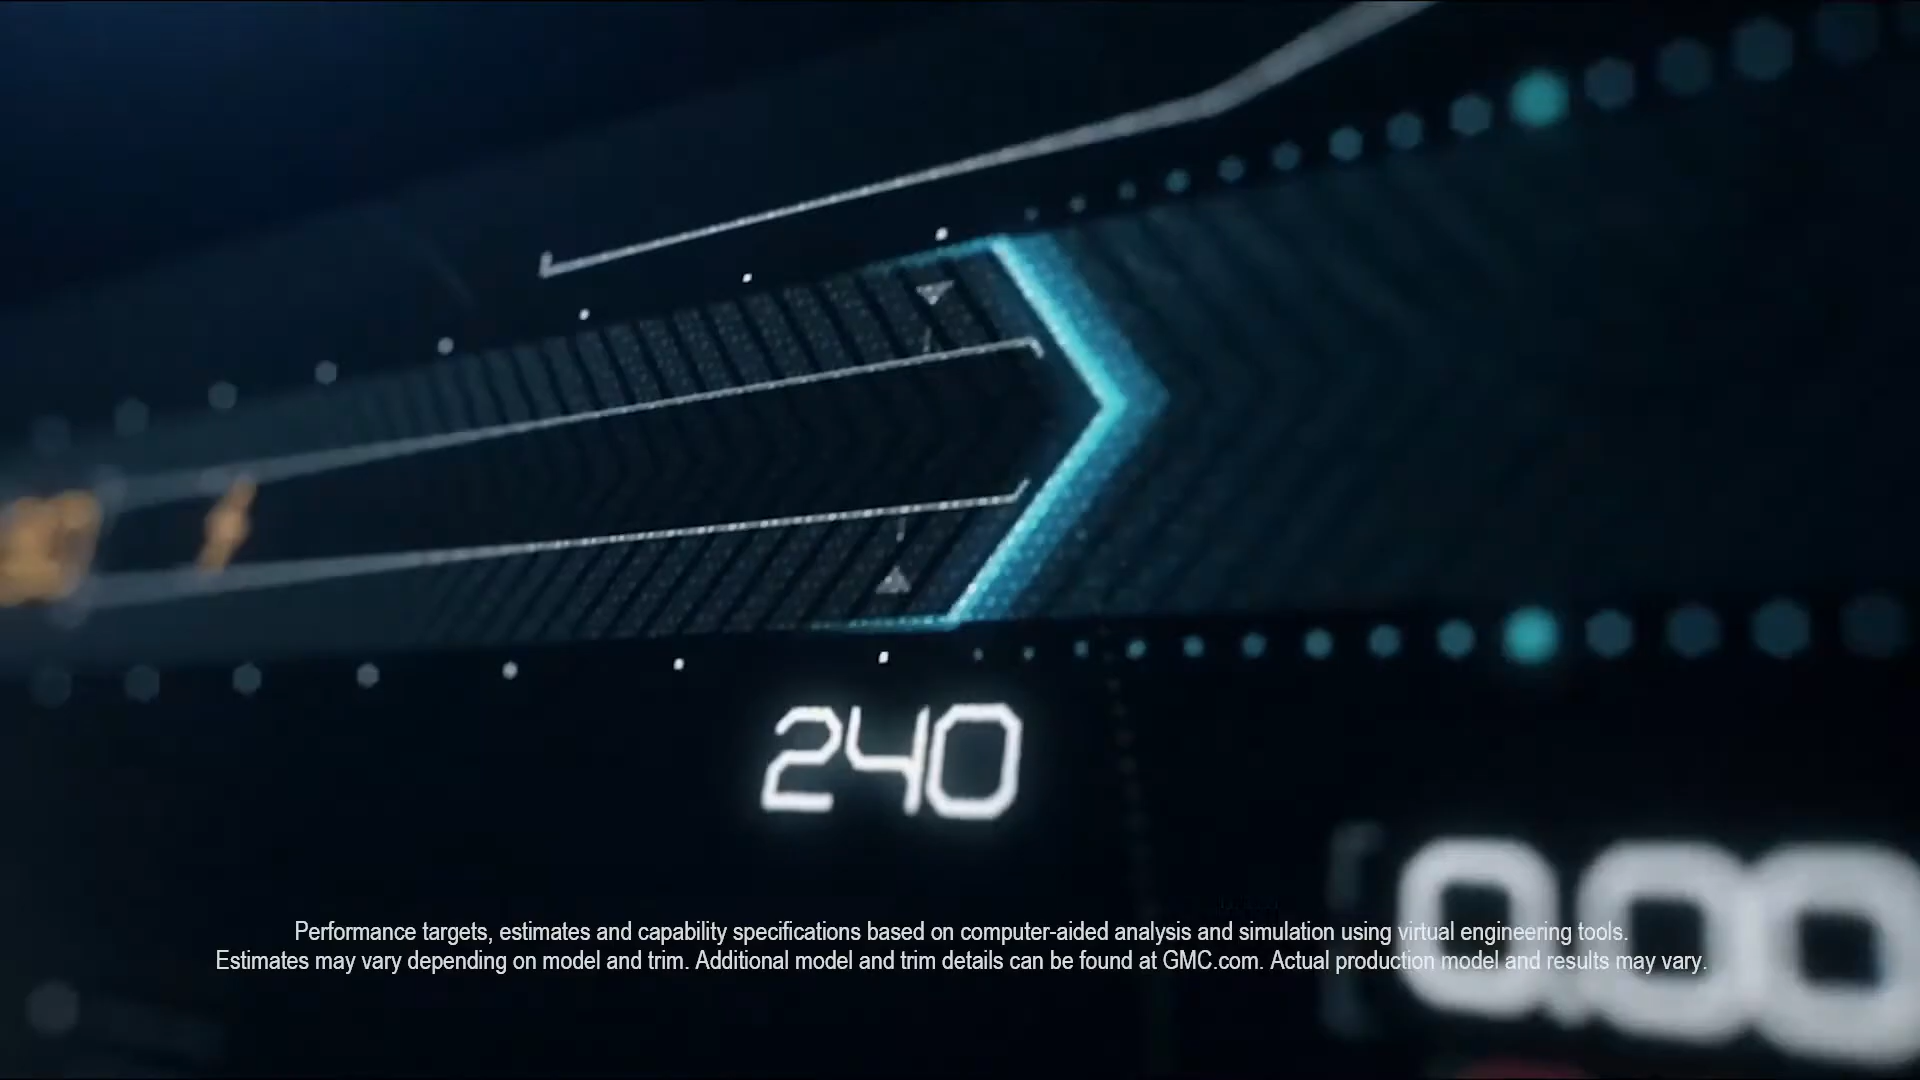 240
0.00
Performance targets, estimates and capability specifications based on computer-aided analysis and simulation using virtual engineering tools.
Estimates may vary depending on model and trim. Additional model and trim details can be found at GMC.com. Actual production model and results may vary.